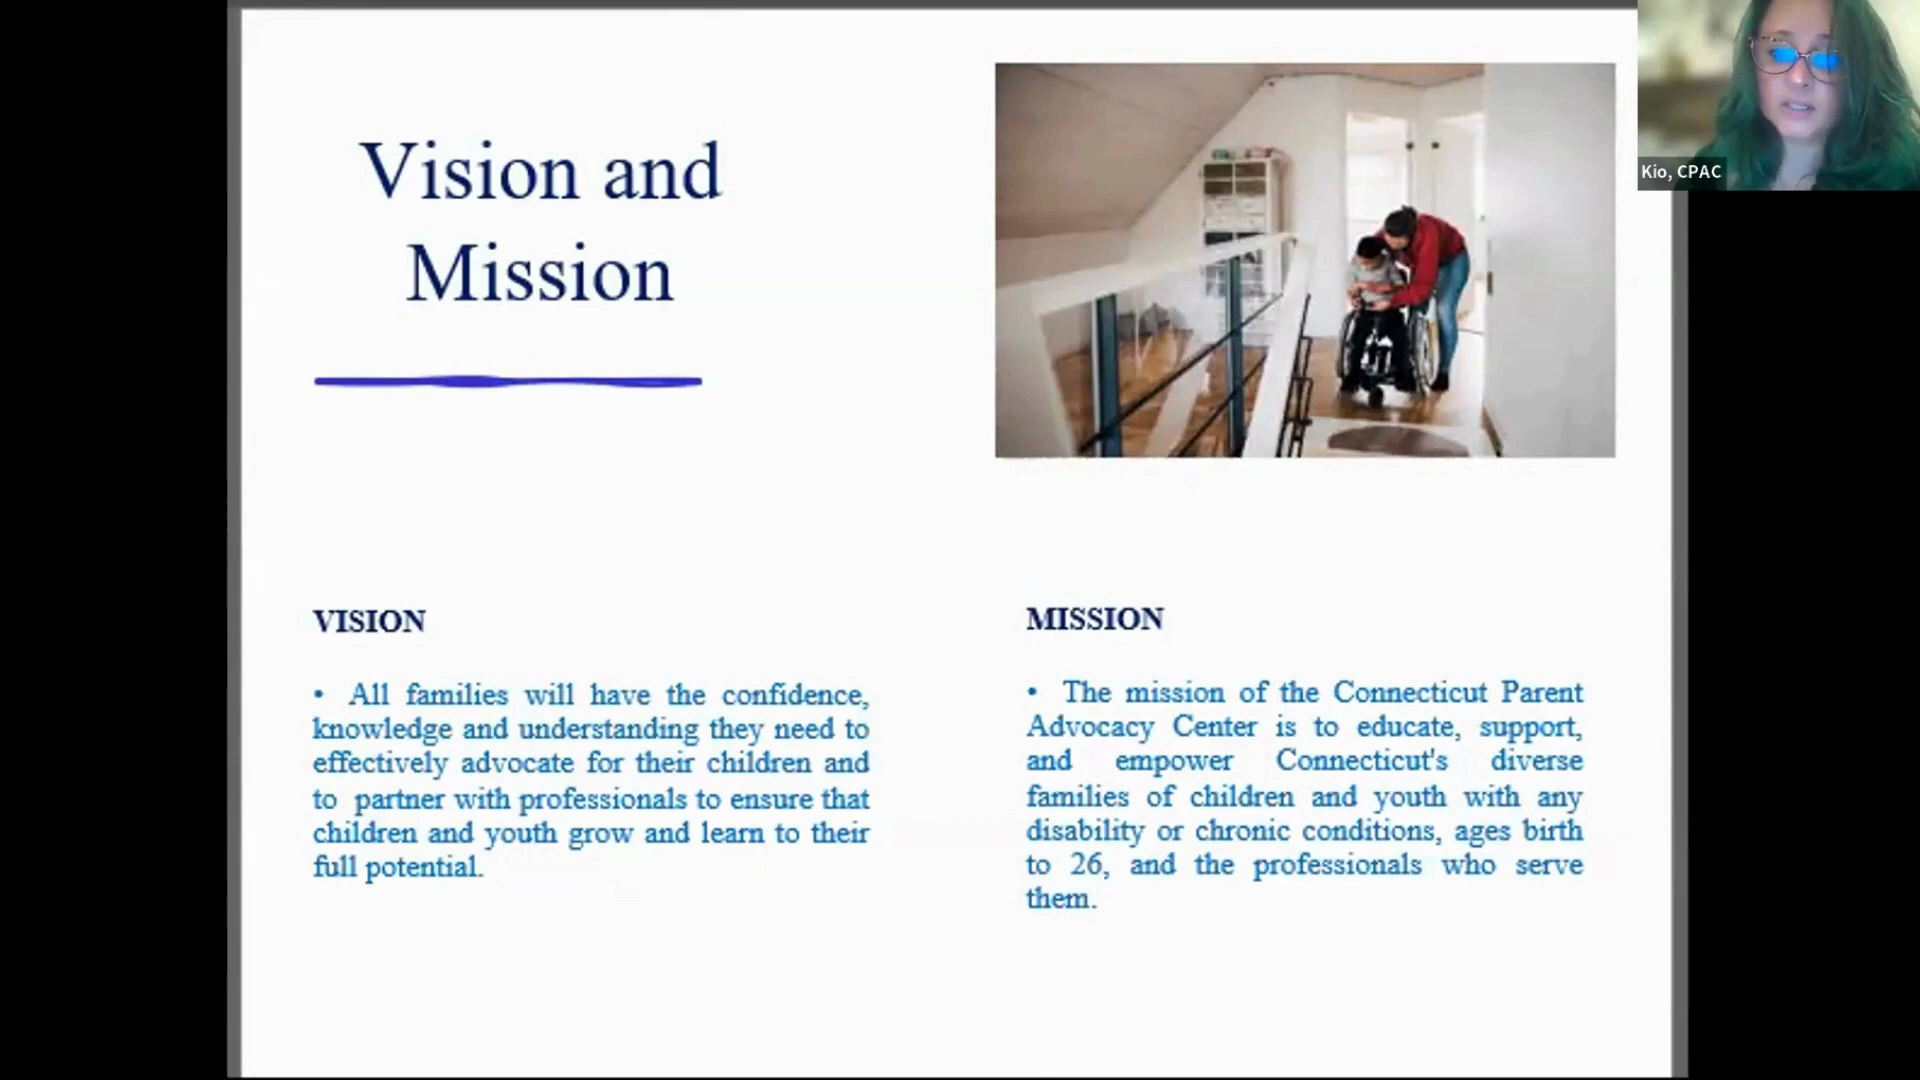 Vision and
Mission
Kio, CPAC
VISION
• All families will have the confidence,
knowledge and understanding they need to
effectively advocate for their children and
to partner with professionals to ensure that
children and youth grow and learn to their
full potential.
MISSION
• The mission of the Connecticut Parent
Advocacy Center is to educate, support,
and empower Connecticut's diverse
families of children and youth with any
disability or chronic conditions, ages birth
to 26, and the professionals who serve
them.